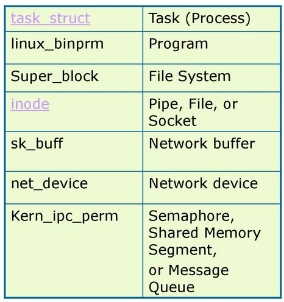 task_struct Task (Process)
linux_binprm Program
Super_block File System
inode Pipe, File, or
Socket
sk_buff Network buffer
net_device Network device
Kern_ipc_perm Semaphore,
Shared Memory
Segment,
or Message
Queue